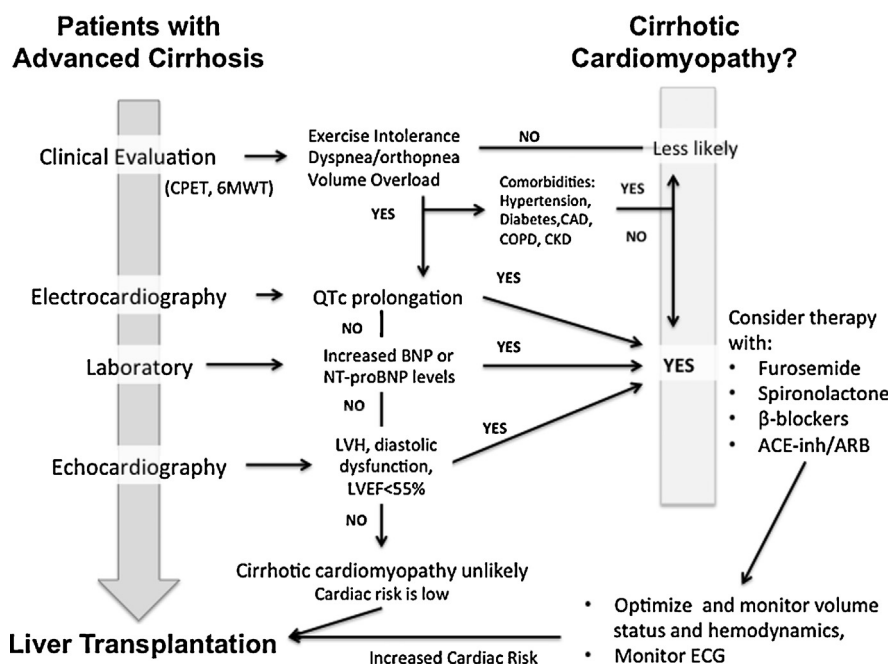 Patients with
Advanced Cirrhosis
Cirrhotic
Cardiomyopathy?
Clinical Evaluation
(CPET, 6MWT)
Exercise Intolerance
Dyspnea/orthopnea
Volume Overload
NO
Less likely
YES
Comorbidities:
Hypertension,
Diabetes,CAD,
COPD, CKD
YES
NO
Electrocardiography
QTc prolongation
YES
NO
Laboratory
Increased BNP or
NT-proBNP levels
YES
YES
NO
Echocardiography
LVH, diastolic
dysfunction,
LVEF<55%
YES
NO
Consider therapy
with:
• Furosemide
• Spironolactone
• β-blockers
• ACE-inh/ARB
Cirrhotic cardiomyopathy unlikely
Cardiac risk is low
Liver Transplantation
Increased Cardiac Risk
• Optimize and monitor volume
status and hemodynamics,
• Monitor ECG